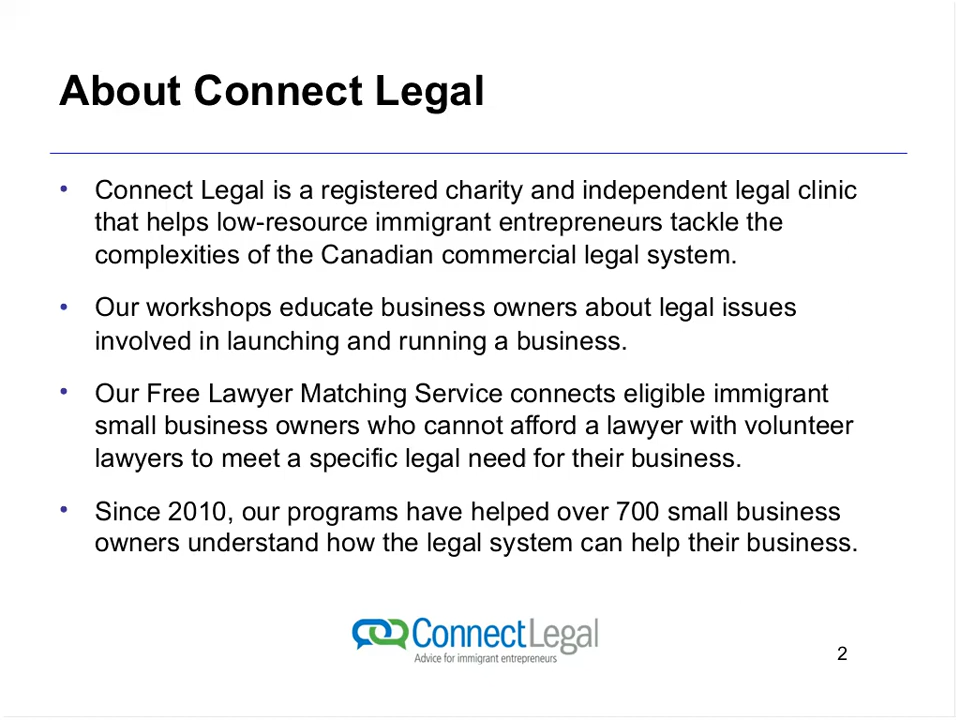 About Connect Legal
• Connect Legal is a registered charity and independent legal clinic
that helps low-resource immigrant entrepreneurs tackle the
complexities of the Canadian commercial legal system.
• Our workshops educate business owners about legal issues
involved in launching and running a business.
• Our Free Lawyer Matching Service connects eligible immigrant
small business owners who cannot afford a lawyer with volunteer
lawyers to meet a specific legal need for their business.
• Since 2010, our programs have helped over 700 small business
owners understand how the legal system can help their business.
ConnectLegal
Advice for immigrant entrepreneurs
2